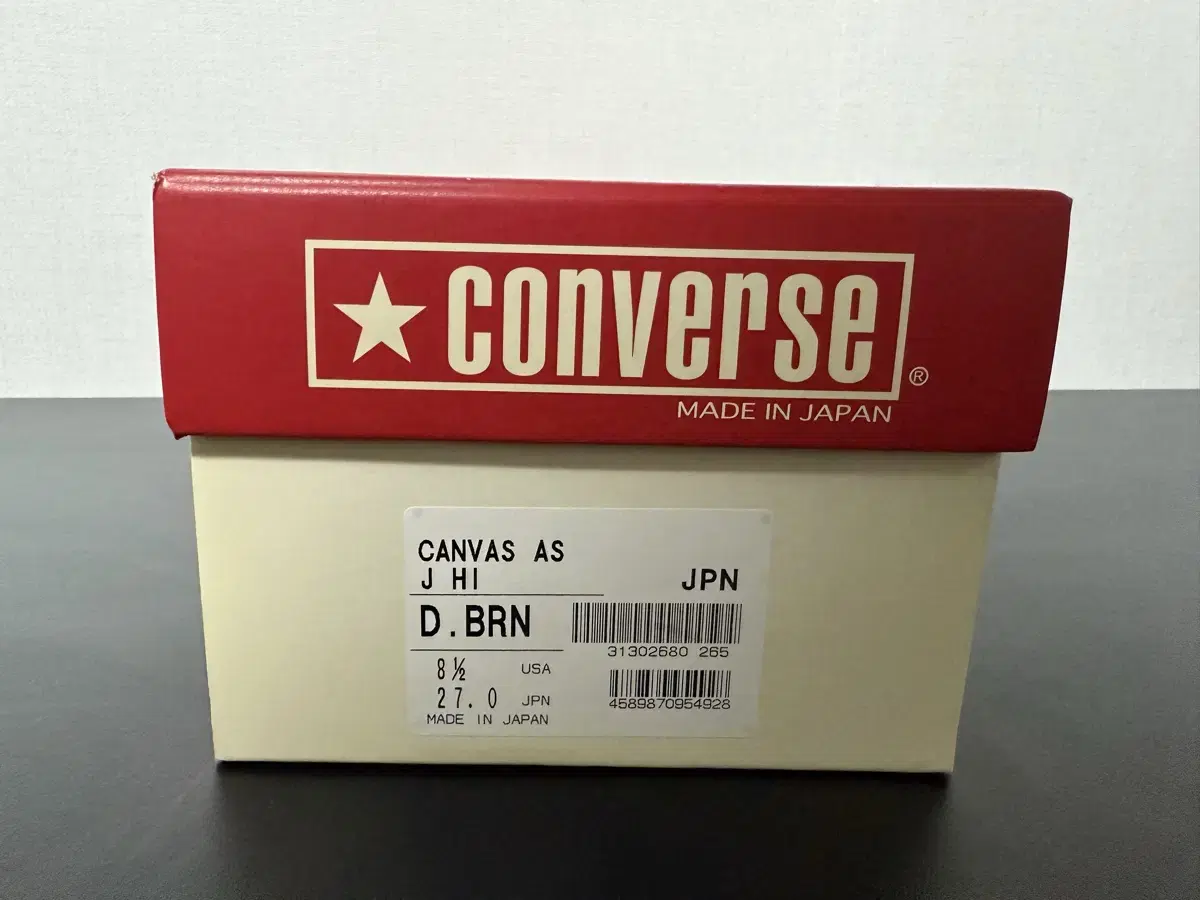 CONVERSE
®
MADE IN JAPAN
CANVAS AS
J HI
JPN
D.BRN
31302680 265
8½ USA
27.0 JPN
4589870954928
MADE IN JAPAN